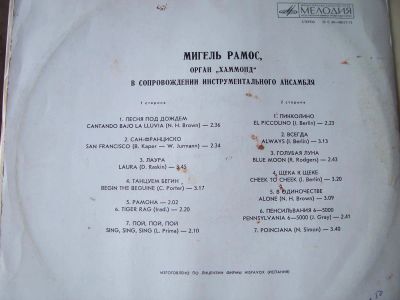 МЕЛОДИЯ
МИГЕЛЬ РАМОС,
ОРГАН „ХАММОНД"
В СОПРОВОЖДЕНИИ ИНСТРУМЕНТАЛЬНОГО АНСАМБЛЯ
1 сторона
1. ПЕСНЯ ПОД ДОЖДЕМ
CANTANDO BAJO LA LLUVIA (N. H. Brown) — 2.36
2. САН-ФРАНЦИСКО
SAN FRANCISCO (B. Kaper — W. Jurmann) — 2.34
3. ЛАУРА
LAURA (D. Raskin) — 3.45
4. ТАНЦУЕМ БЕГИН
BEGIN THE BEGUINE (C. Porter) — 3.17
5. РАМОНА — 2.02
6. TIGER RAG (trad.) — 2.20
7. ПОЙ, ПОЙ, ПОЙ
SING, SING, SING (L. Prima) — 2.10
2 сторона
1. ПИККОЛИНО
EL PICCOLINO (I. Berlin) — 2.23
2. ВСЕГДА
ALWAYS (I. Berlin) — 2.13
3. ГОЛУБАЯ ЛУНА
BLUE MOON (R. Rodgers) — 2.43
4. ЩЕКА К ЩЕКЕ
CHEEK TO CHEEK (I. Berlin) — 3.20
5. В ОДИНОЧЕСТВЕ
ALONE (N. H. Brown) — 3.09
6. ПЕНСИЛЬВАНИЯ 6—5000
PENNSYLVANIA 6—5000 (J. Gray) — 2.41
7. POINCIANA (N. Simon) — 2.40
ИЗГОТОВЛЕНО ПО ЛИЦЕНЗИИ ФИРМЫ HISPAVOX (ИСПАНИЯ)